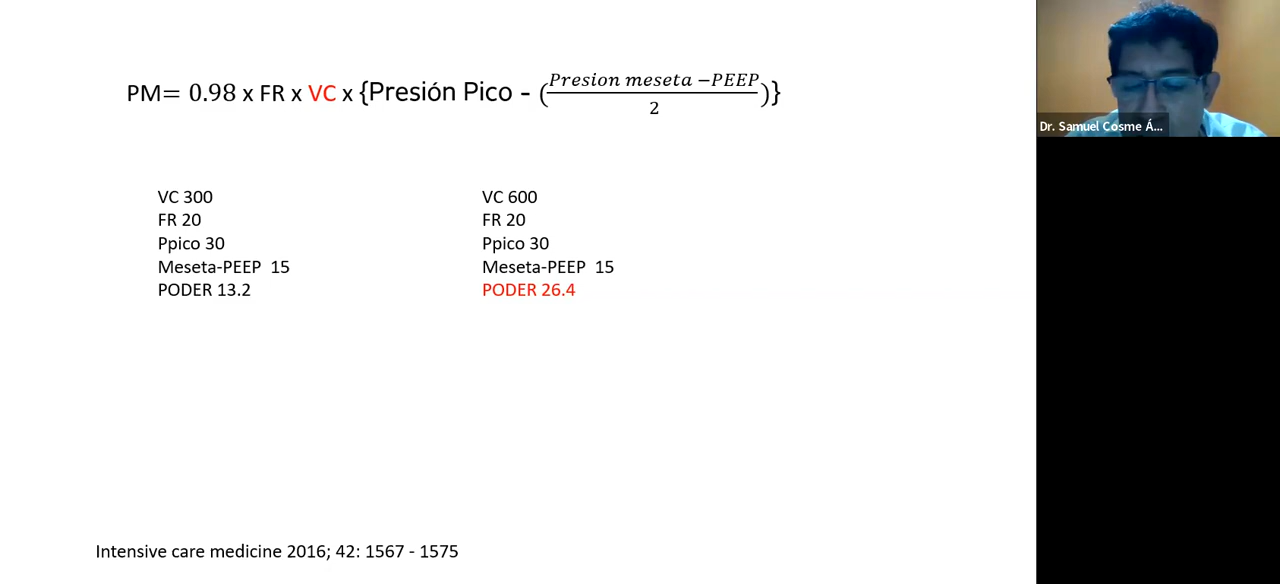 PM= 0.98 x FR x VC x {Presión Pico - (Presion meseta −PEEP / 2)}
VC 300
FR 20
Ppico 30
Meseta-PEEP 15
PODER 13.2
VC 600
FR 20
Ppico 30
Meseta-PEEP 15
PODER 26.4
Intensive care medicine 2016; 42: 1567 - 1575
Dr. Samuel Cosme Á...